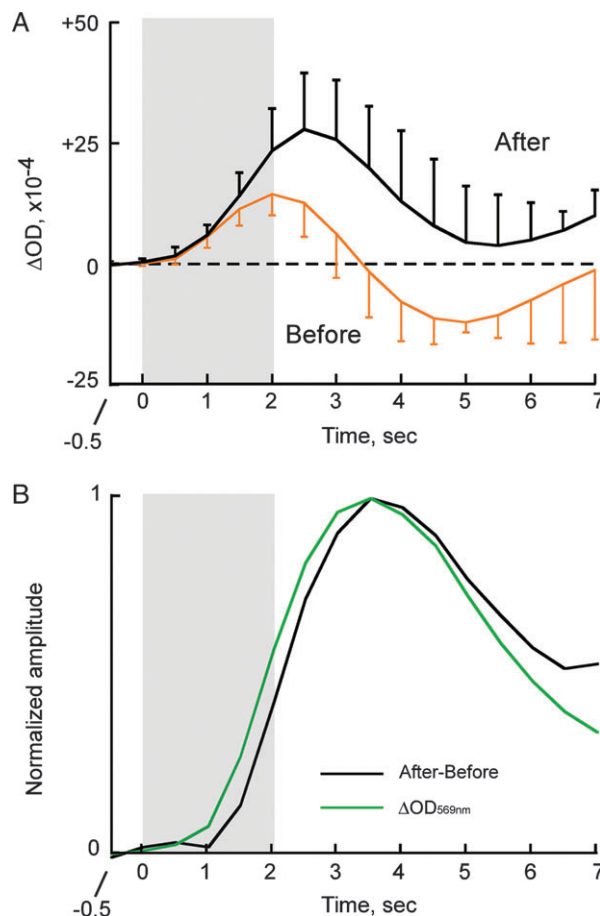 A
+50
+25
0
-25
ΔOD, x10-4
After
Before
0 1 2 3 4 5 6 7
-0.5
Time, sec
B
1
0
Normalized amplitude
After-Before
ΔOD569nm
0 1 2 3 4 5 6 7
-0.5
Time, sec